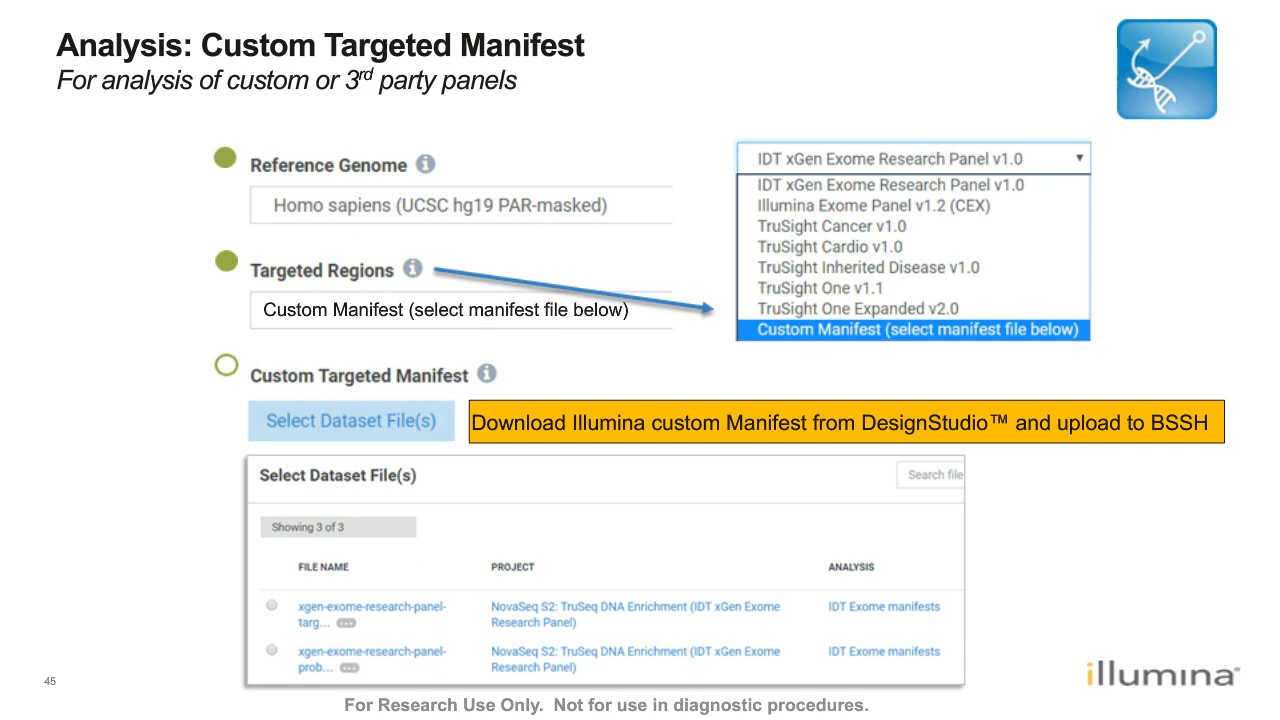 Analysis: Custom Targeted Manifest
For analysis of custom or 3rd party panels
Reference Genome
Homo sapiens (UCSC hg19 PAR-masked)
Targeted Regions
Custom Manifest (select manifest file below)
IDT xGen Exome Research Panel v1.0
IDT xGen Exome Research Panel v1.0
Illumina Exome Panel v1.2 (CEX)
TruSight Cancer v1.0
TruSight Cardio v1.0
TruSight Inherited Disease v1.0
TruSight One v1.1
TruSight One Expanded v2.0
Custom Manifest (select manifest file below)
Custom Targeted Manifest
Select Dataset File(s)
Download Illumina custom Manifest from DesignStudio™ and upload to BSSH
Select Dataset File(s)
Search file
Showing 3 of 3
FILE NAME PROJECT ANALYSIS
xgen-exome-research-panel- NovaSeq S2: TruSeq DNA Enrichment (IDT xGen Exome IDT Exome manifests
targ... Research Panel)
xgen-exome-research-panel- NovaSeq S2: TruSeq DNA Enrichment (IDT xGen Exome IDT Exome manifests
prob... Research Panel)
45
For Research Use Only. Not for use in diagnostic procedures.
illumina®